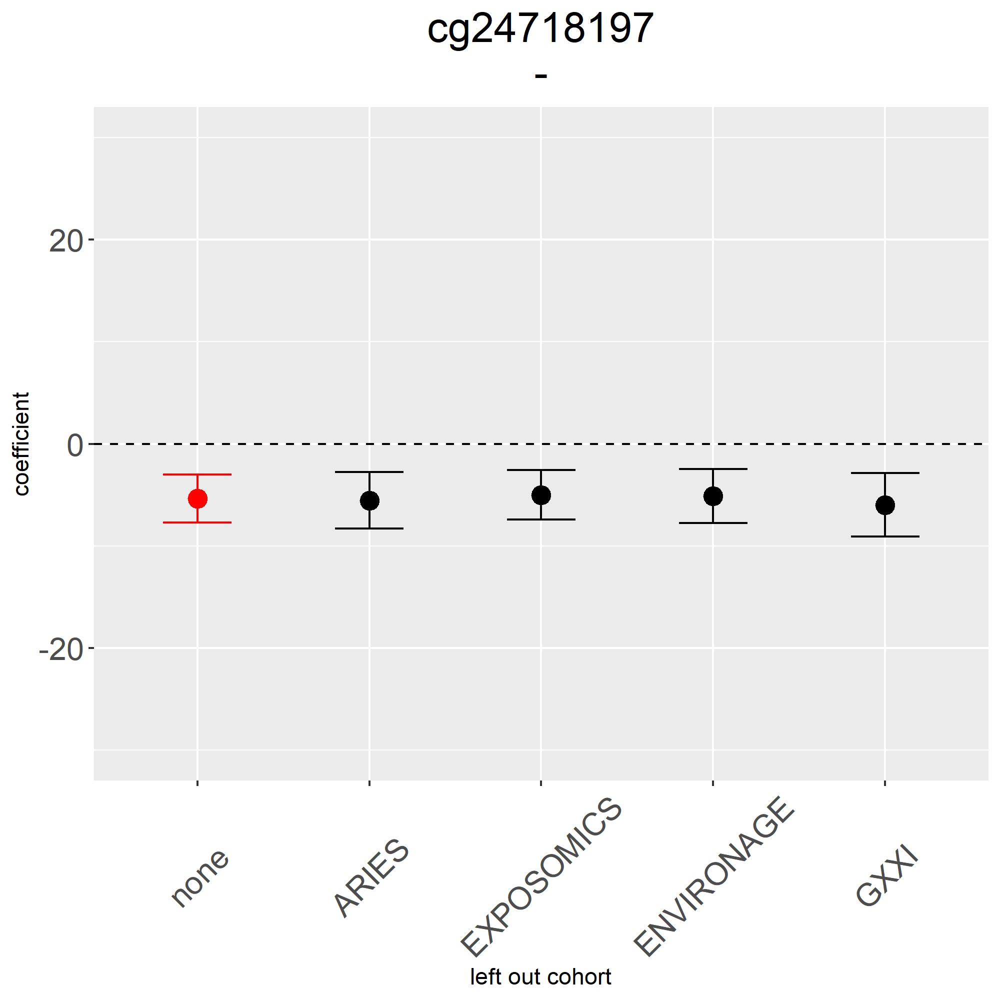 cg24718197
-
20
0
-20
coefficient
none
ARIES
EXPOSOMICS
ENVIRONAGE
GXXI
left out cohort